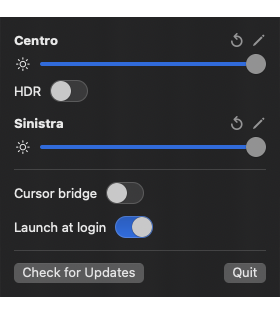 Centro
HDR
Sinistra
Cursor bridge
Launch at login
Check for Updates
Quit